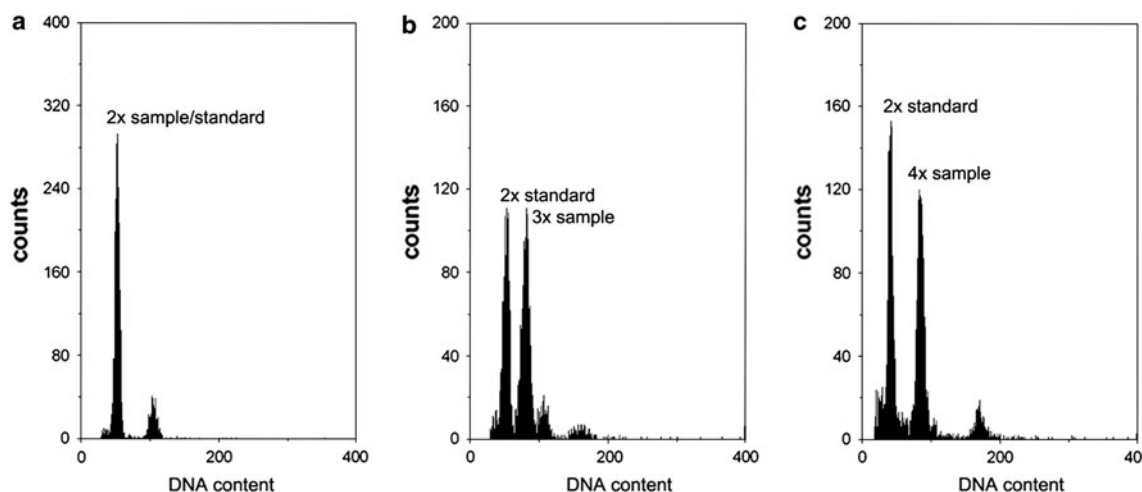 a
400
320
240
160
80
0
counts
2x sample/standard
0
200
400
DNA content
b
200
160
120
80
40
0
counts
2x standard
3x sample
0
200
400
DNA content
c
200
160
120
80
40
0
counts
2x standard
4x sample
0
200
40
DNA content